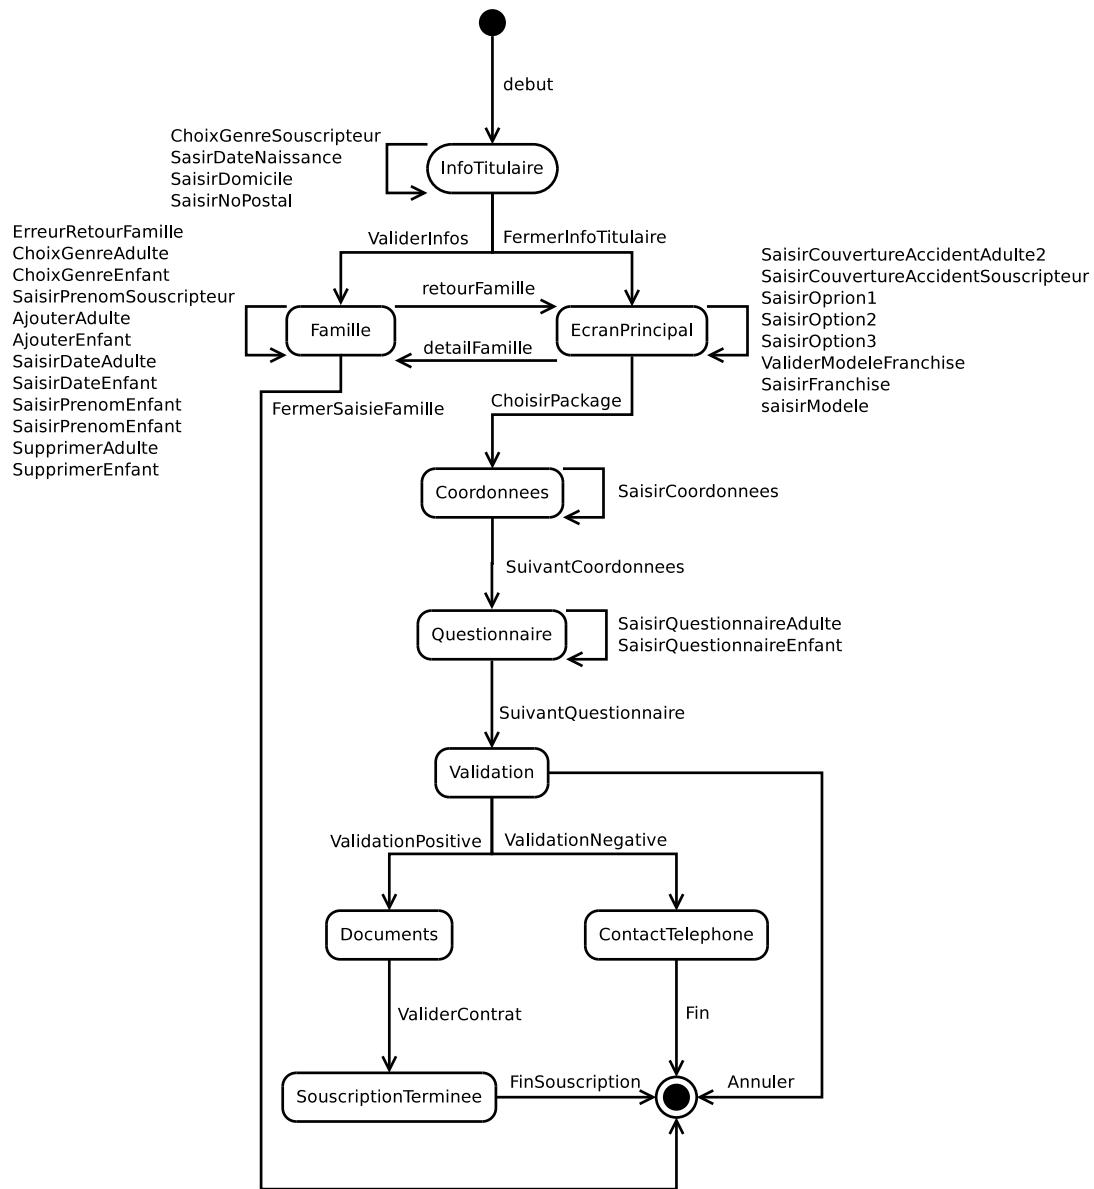 debut
ChoixGenreSouscripteur
SasirDateNaissance
SaisirDomicile
SaisirNoPostal
InfoTitulaire
ValiderInfos
FermerInfoTitulaire
ErreurRetourFamille
ChoixGenreAdulte
ChoixGenreEnfant
SaisirPrenomSouscripteur
AjouterAdulte
AjouterEnfant
SaisirDateAdulte
SaisirDateEnfant
SaisirPrenomEnfant
SaisirPrenomEnfant
SupprimerAdulte
SupprimerEnfant
Famille
retourFamille
detailFamille
EcranPrincipal
SaisirCouvertureAccidentAdulte2
SaisirCouvertureAccidentSouscripteur
SaisirOprion1
SaisirOption2
SaisirOption3
ValiderModeleFranchise
SaisirFranchise
saisirModele
FermerSaisieFamille
ChoisirPackage
Coordonnees
SaisirCoordonnees
SuivantCoordonnees
Questionnaire
SaisirQuestionnaireAdulte
SaisirQuestionnaireEnfant
SuivantQuestionnaire
Validation
ValidationPositive
ValidationNegative
Documents
ContactTelephone
ValiderContrat
Fin
SouscriptionTerminee
FinSouscription
Annuler